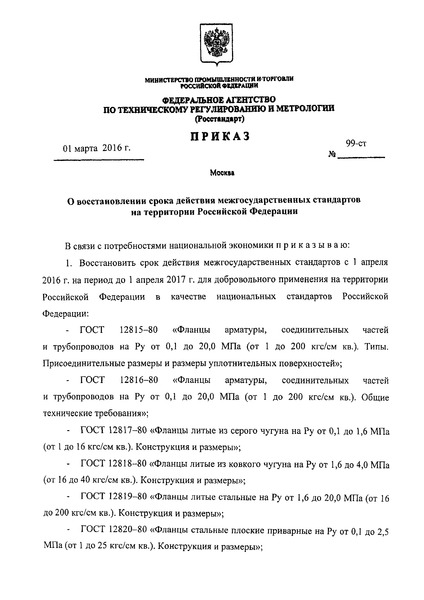 МИНИСТЕРСТВО ПРОМЫШЛЕННОСТИ И ТОРГОВЛИ
РОССИЙСКОЙ ФЕДЕРАЦИИ
ФЕДЕРАЛЬНОЕ АГЕНТСТВО
ПО ТЕХНИЧЕСКОМУ РЕГУЛИРОВАНИЮ И МЕТРОЛОГИИ
(Росстандарт)
ПРИКАЗ
01 марта 2016 г.
№ 99-ст
Москва
О восстановлении срока действия межгосударственных стандартов
на территории Российской Федерации
В связи с потребностями национальной экономики п р и к а з ы в а ю:
1. Восстановить срок действия межгосударственных стандартов с 1 апреля
2016 г. на период до 1 апреля 2017 г. для добровольного применения на территории
Российской Федерации в качестве национальных стандартов Российской
Федерации:
- ГОСТ 12815–80 «Фланцы арматуры, соединительных частей
и трубопроводов на Ру от 0,1 до 20,0 МПа (от 1 до 200 кгс/см кв.). Типы.
Присоединительные размеры и размеры уплотнительных поверхностей»;
- ГОСТ 12816–80 «Фланцы арматуры, соединительных частей
и трубопроводов на Ру от 0,1 до 20,0 МПа (от 1 до 200 кгс/см кв.). Общие
технические требования»;
- ГОСТ 12817–80 «Фланцы литые из серого чугуна на Ру от 0,1 до 1,6 МПа
(от 1 до 16 кгс/см кв.). Конструкция и размеры»;
- ГОСТ 12818–80 «Фланцы литые из ковкого чугуна на Ру от 1,6 до 4,0 МПа
(от 16 до 40 кгс/см кв.). Конструкция и размеры»;
- ГОСТ 12819–80 «Фланцы литые стальные на Ру от 1,6 до 20,0 МПа (от 16
до 200 кгс/см кв.). Конструкция и размеры»;
- ГОСТ 12820–80 «Фланцы стальные плоские приварные на Ру от 0,1 до 2,5
МПа (от 1 до 25 кгс/см кв.). Конструкция и размеры»;